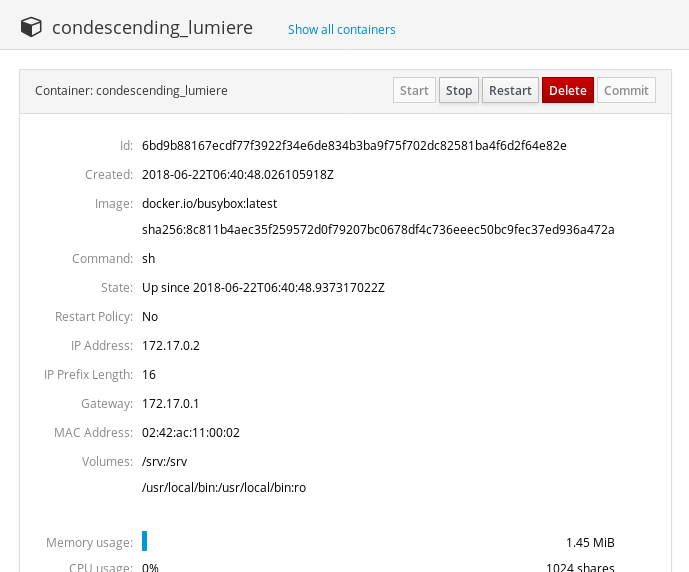 condescending_lumiere Show all containers
Container: condescending_lumiere Start Stop Restart Delete Commit
Id: 6bd9b88167ecdf77f3922f34e6de834b3ba9f75f702dc82581ba4f6d2f64e82e
Created: 2018-06-22T06:40:48.026105918Z
Image: docker.io/busybox:latest
sha256:8c811b4aec35f259572d0f79207bc0678df4c736eeec50bc9fec37ed936a472a
Command: sh
State: Up since 2018-06-22T06:40:48.937317022Z
Restart Policy: No
IP Address: 172.17.0.2
IP Prefix Length: 16
Gateway: 172.17.0.1
MAC Address: 02:42:ac:11:00:02
Volumes: /srv:/srv
/usr/local/bin:/usr/local/bin:ro
Memory usage: 1.45 MiB
CPU usage: 0% 1024 shares